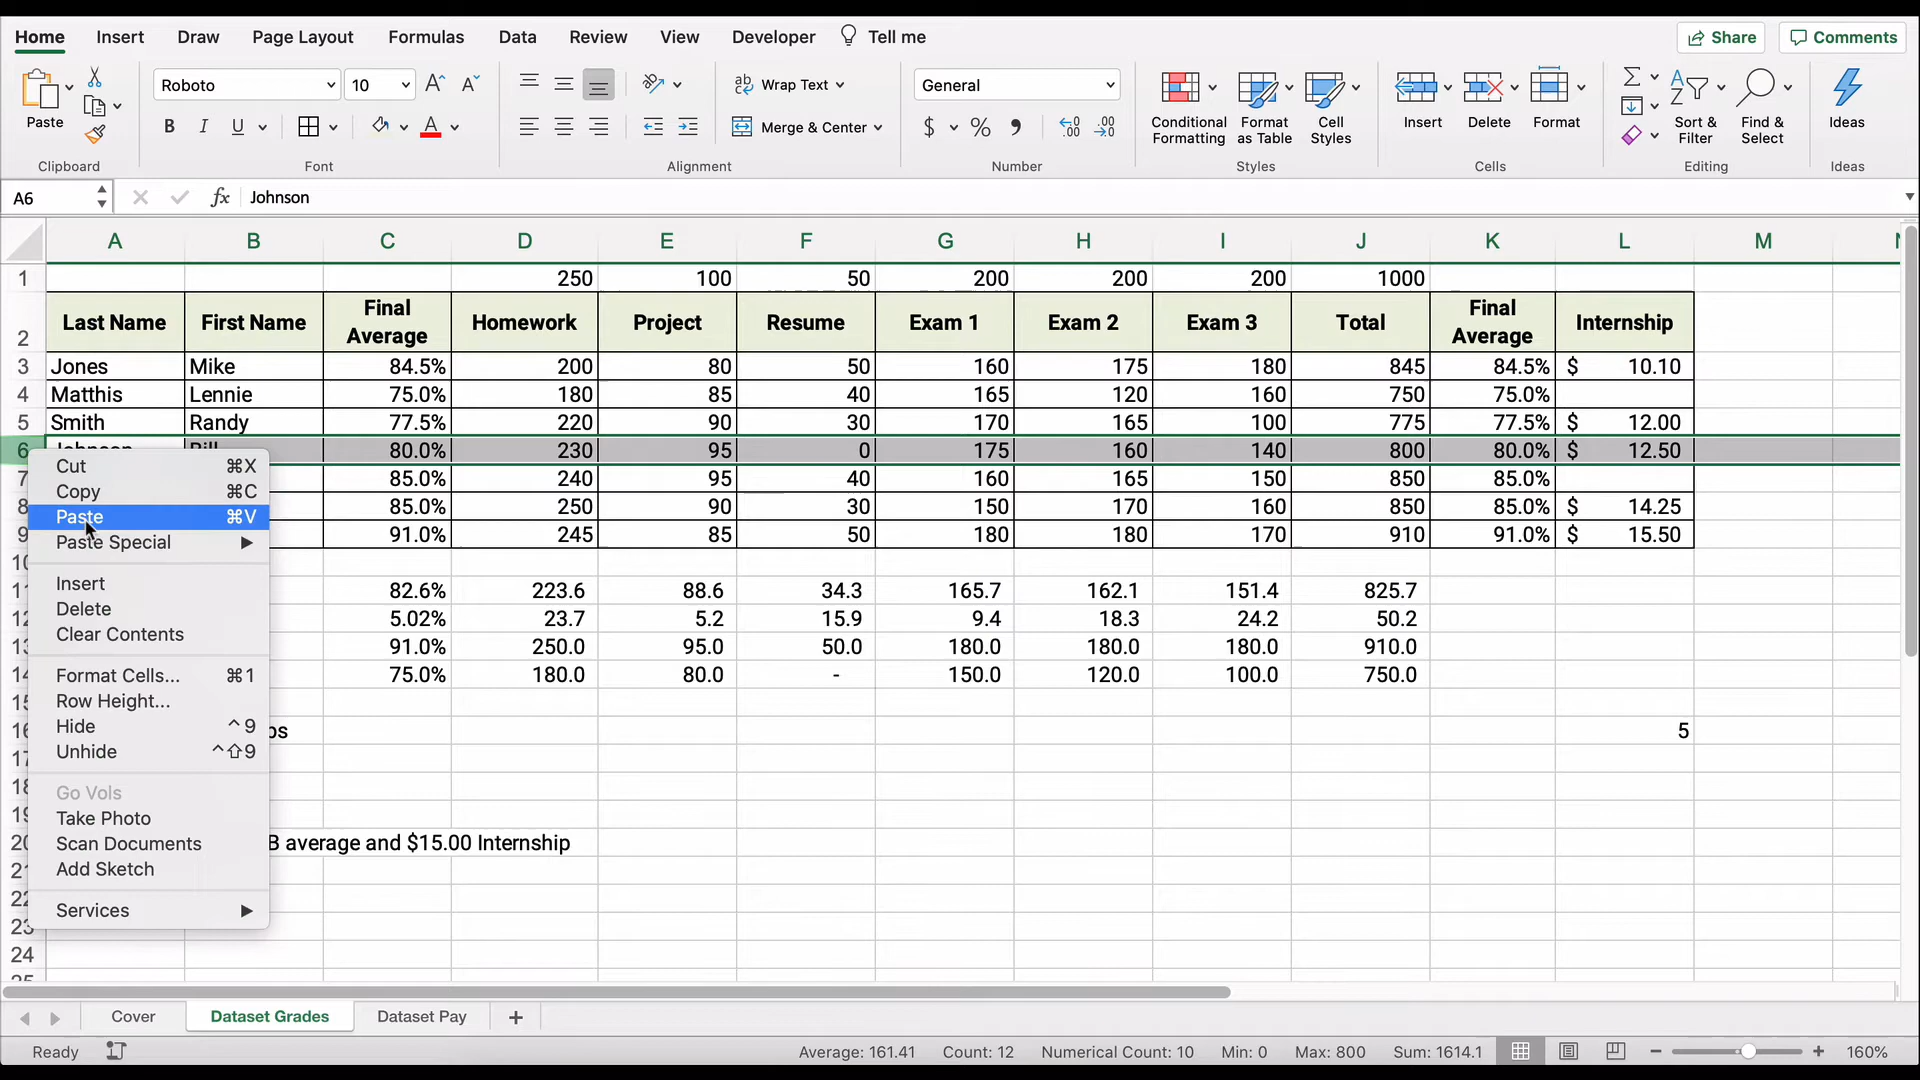 Home Insert Draw Page Layout Formulas Data Review View Developer Tell me Share Comments
Roboto 10 Wrap Text General
Paste B I U Merge & Center $ % Conditional Formatting Format as Table Cell Styles Insert Delete Format Sort & Filter Find & Select Ideas
Clipboard Font Alignment Number Styles Cells Editing Ideas
A6 fx Johnson
A B C D E F G H I J K L M
1 250 100 50 200 200 200 1000
2 Last Name First Name Final Average Homework Project Resume Exam 1 Exam 2 Exam 3 Total Final Average Internship
3 Jones Mike 84.5% 200 80 50 160 175 180 845 84.5% $ 10.10
4 Matthis Lennie 75.0% 180 85 40 165 120 160 750 75.0%
5 Smith Randy 77.5% 220 90 30 170 165 100 775 77.5% $ 12.00
6 Johnson Bill 80.0% 230 95 0 175 160 140 800 80.0% $ 12.50
7 85.0% 240 95 40 160 165 150 850 85.0%
8 85.0% 250 90 30 150 170 160 850 85.0% $ 14.25
9 91.0% 245 85 50 180 180 170 910 91.0% $ 15.50
82.6% 223.6 88.6 34.3 165.7 162.1 151.4 825.7
5.02% 23.7 5.2 15.9 9.4 18.3 24.2 50.2
91.0% 250.0 95.0 50.0 180.0 180.0 180.0 910.0
75.0% 180.0 80.0 - 150.0 120.0 100.0 750.0
5
B average and $15.00 Internship
24
Cut ⌘X
Copy ⌘C
Paste ⌘V
Paste Special
Insert
Delete
Clear Contents
Format Cells... ⌘1
Row Height...
Hide ^9
Unhide ^⇧9
Go Vols
Take Photo
Scan Documents
Add Sketch
Services
Cover Dataset Grades Dataset Pay
Ready Average: 161.41 Count: 12 Numerical Count: 10 Min: 0 Max: 800 Sum: 1614.1 160%